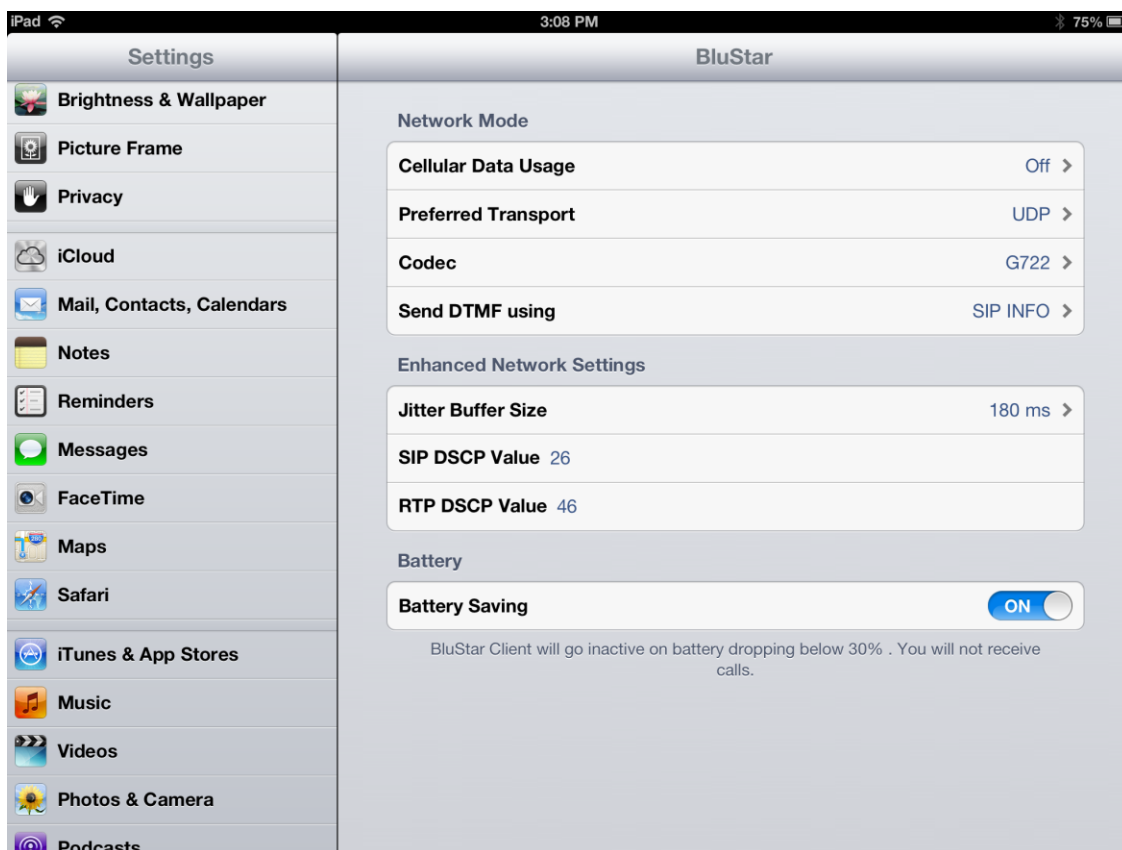 iPad 3:08 PM 75%
Settings
Brightness & Wallpaper
Picture Frame
Privacy
iCloud
Mail, Contacts, Calendars
Notes
Reminders
Messages
FaceTime
Maps
Safari
iTunes & App Stores
Music
Videos
Photos & Camera
Podcasts
BluStar
Network Mode
Cellular Data Usage Off
Preferred Transport UDP
Codec G722
Send DTMF using SIP INFO
Enhanced Network Settings
Jitter Buffer Size 180 ms
SIP DSCP Value 26
RTP DSCP Value 46
Battery
Battery Saving ON
BluStar Client will go inactive on battery dropping below 30% . You will not receive
calls.